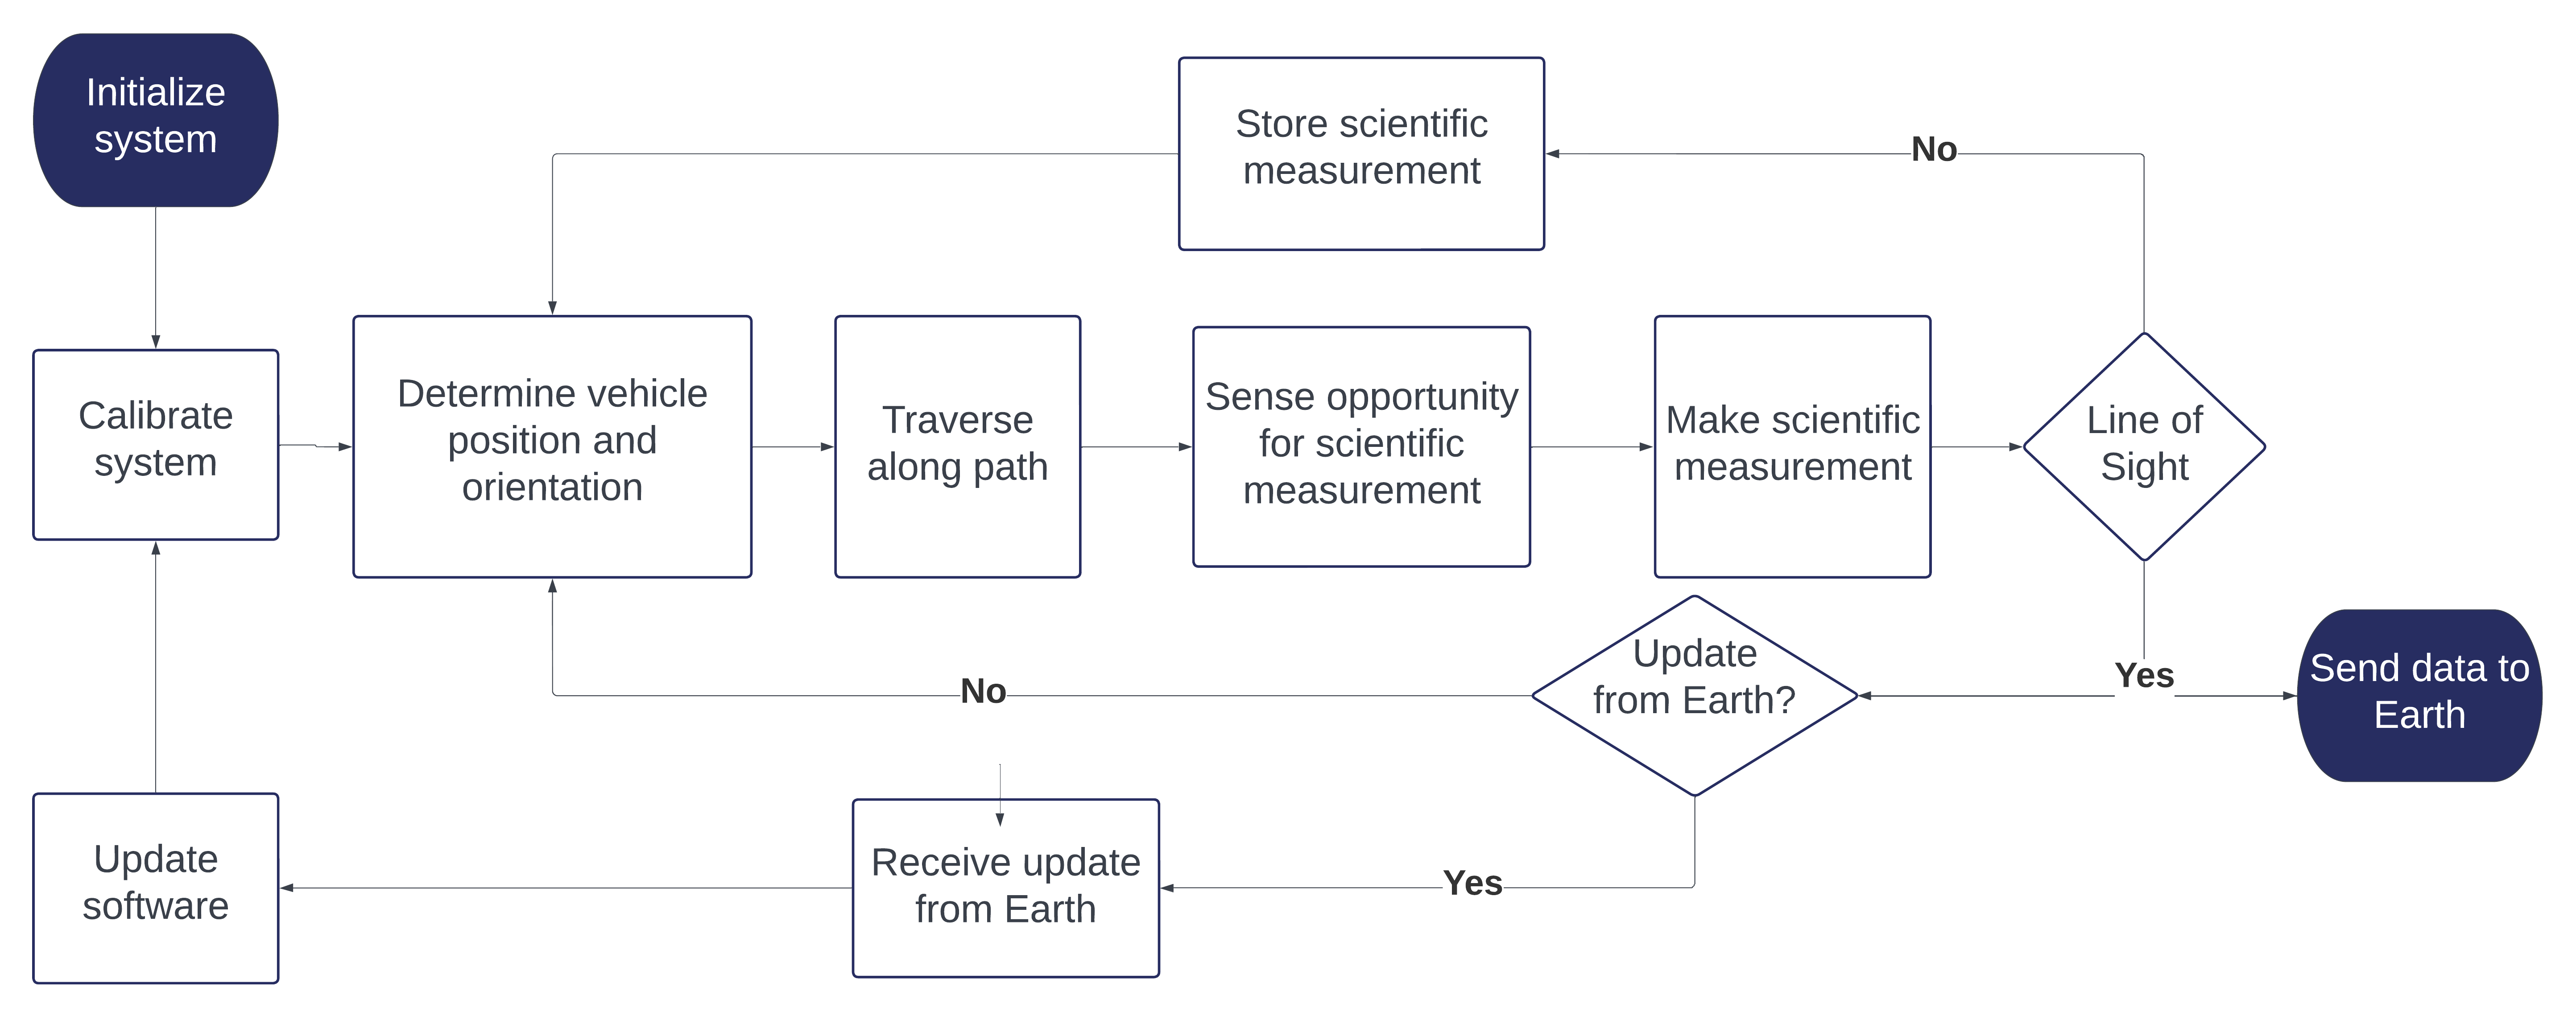 Initialize
system
Store scientific
measurement
No
Calibrate
system
Determine vehicle
position and
orientation
Traverse
along path
Sense opportunity
for scientific
measurement
Make scientific
measurement
Line of
Sight
Update
from Earth?
Yes
Send data to
Earth
No
Update
software
Receive update
from Earth
Yes